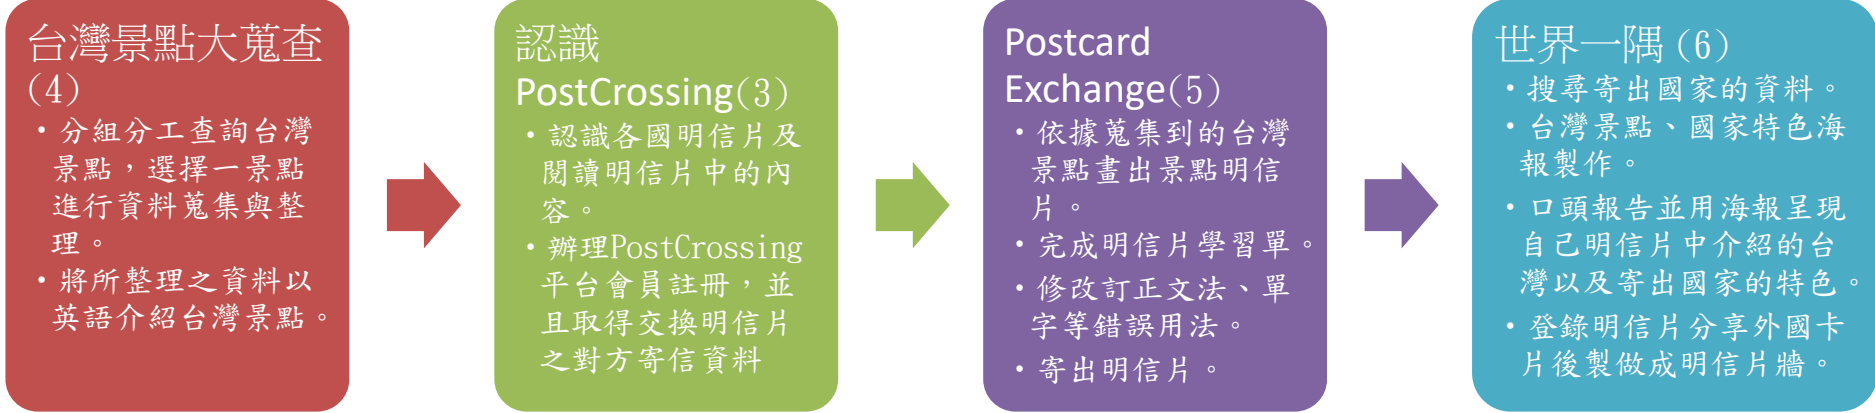 台灣景點大蒐查
(4)
・分組分工查詢台灣
景點，選擇一景點
進行資料蒐集與整
理。
・將所整理之資料以
英語介紹台灣景點。
認識
PostCrossing(3)
・認識各國明信片及
閱讀明信片中的內
容。
・辦理PostCrossing
平台會員註冊，並
且取得交換明信片
之對方寄信資料
Postcard
Exchange(5)
・依據蒐集到的台灣
景點畫出景點明信
片。
・完成明信片學習單。
・修改訂正文法、單
字等錯誤用法。
・寄出明信片。
世界一隅(6)
・搜尋寄出國家的資料。
・台灣景點、國家特色海
報製作。
・口頭報告並用海報呈現
自己明信片中介紹的台
灣以及寄出國家的特色。
・登錄明信片分享外國卡
片後製做成明信片牆。